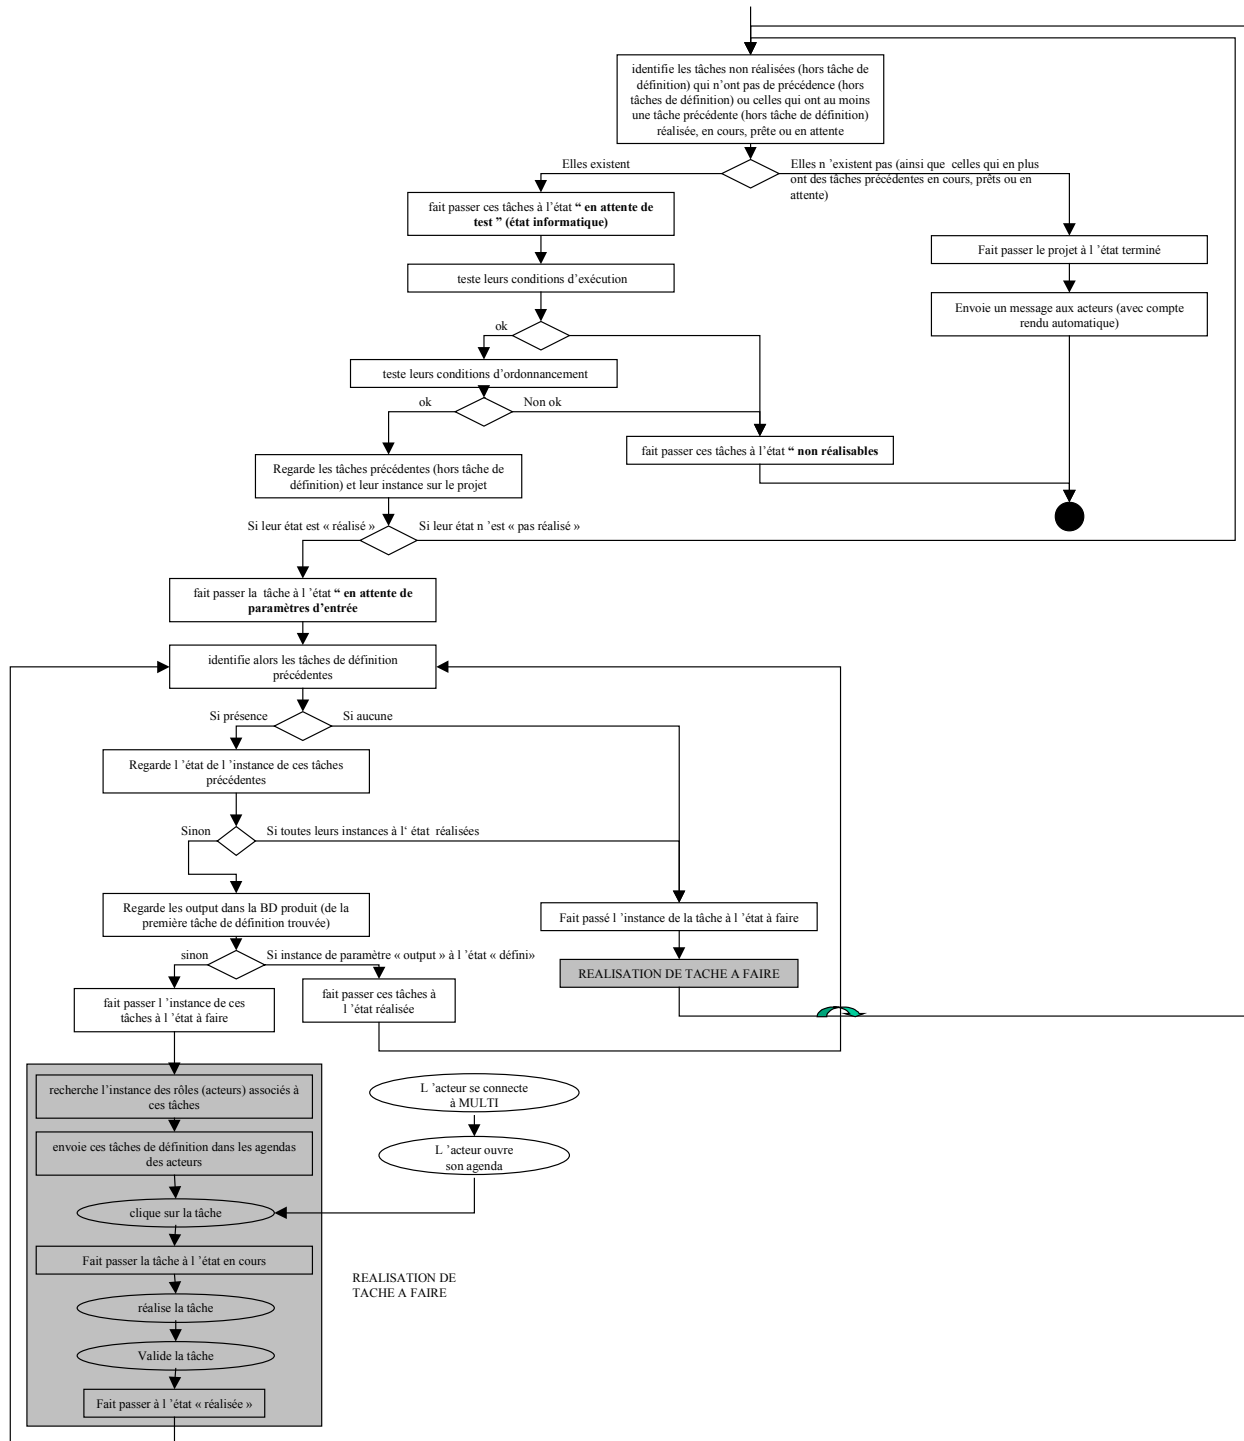 identifie les tâches non réalisées (hors tâche de
définition) qui n'ont pas de précédence (hors
tâches de définition) ou celles qui ont au moins
une tâche précédente (hors tâche de définition)
réalisée, en cours, prête ou en attente
Elles existent
Elles n 'existent pas (ainsi que celles qui en plus
ont des tâches précédentes en cours, prêts ou en
attente)
fait passer ces tâches à l'état “ en attente de
test ” (état informatique)
Fait passer le projet à l 'état terminé
teste leurs conditions d'exécution
Envoie un message aux acteurs (avec compte
rendu automatique)
ok
teste leurs conditions d'ordonnancement
ok
Non ok
fait passer ces tâches à l'état “ non réalisables
Regarde les tâches précédentes (hors tâche de
définition) et leur instance sur le projet
Si leur état est « réalisé »
Si leur état n 'est « pas réalisé »
fait passer la tâche à l 'état “ en attente de
paramètres d'entrée
identifie alors les tâches de définition
précédentes
Si présence
Si aucune
Regarde l 'état de l 'instance de ces tâches
précédentes
Sinon
Si toutes leurs instances à l' état réalisées
Regarde les output dans la BD produit (de la
première tâche de définition trouvée)
Fait passé l 'instance de la tâche à l 'état à faire
sinon
Si instance de paramètre « output » à l 'état « défini»
REALISATION DE TACHE A FAIRE
fait passer l 'instance de ces
tâches à l 'état à faire
fait passer ces tâches à
l 'état réalisée
recherche l'instance des rôles (acteurs) associés à
ces tâches
L 'acteur se connecte
à MULTI
envoie ces tâches de définition dans les agendas
des acteurs
L 'acteur ouvre
son agenda
clique sur la tâche
Fait passer la tâche à l 'état en cours
REALISATION DE
TACHE A FAIRE
réalise la tâche
Valide la tâche
Fait passer à l 'état « réalisée »